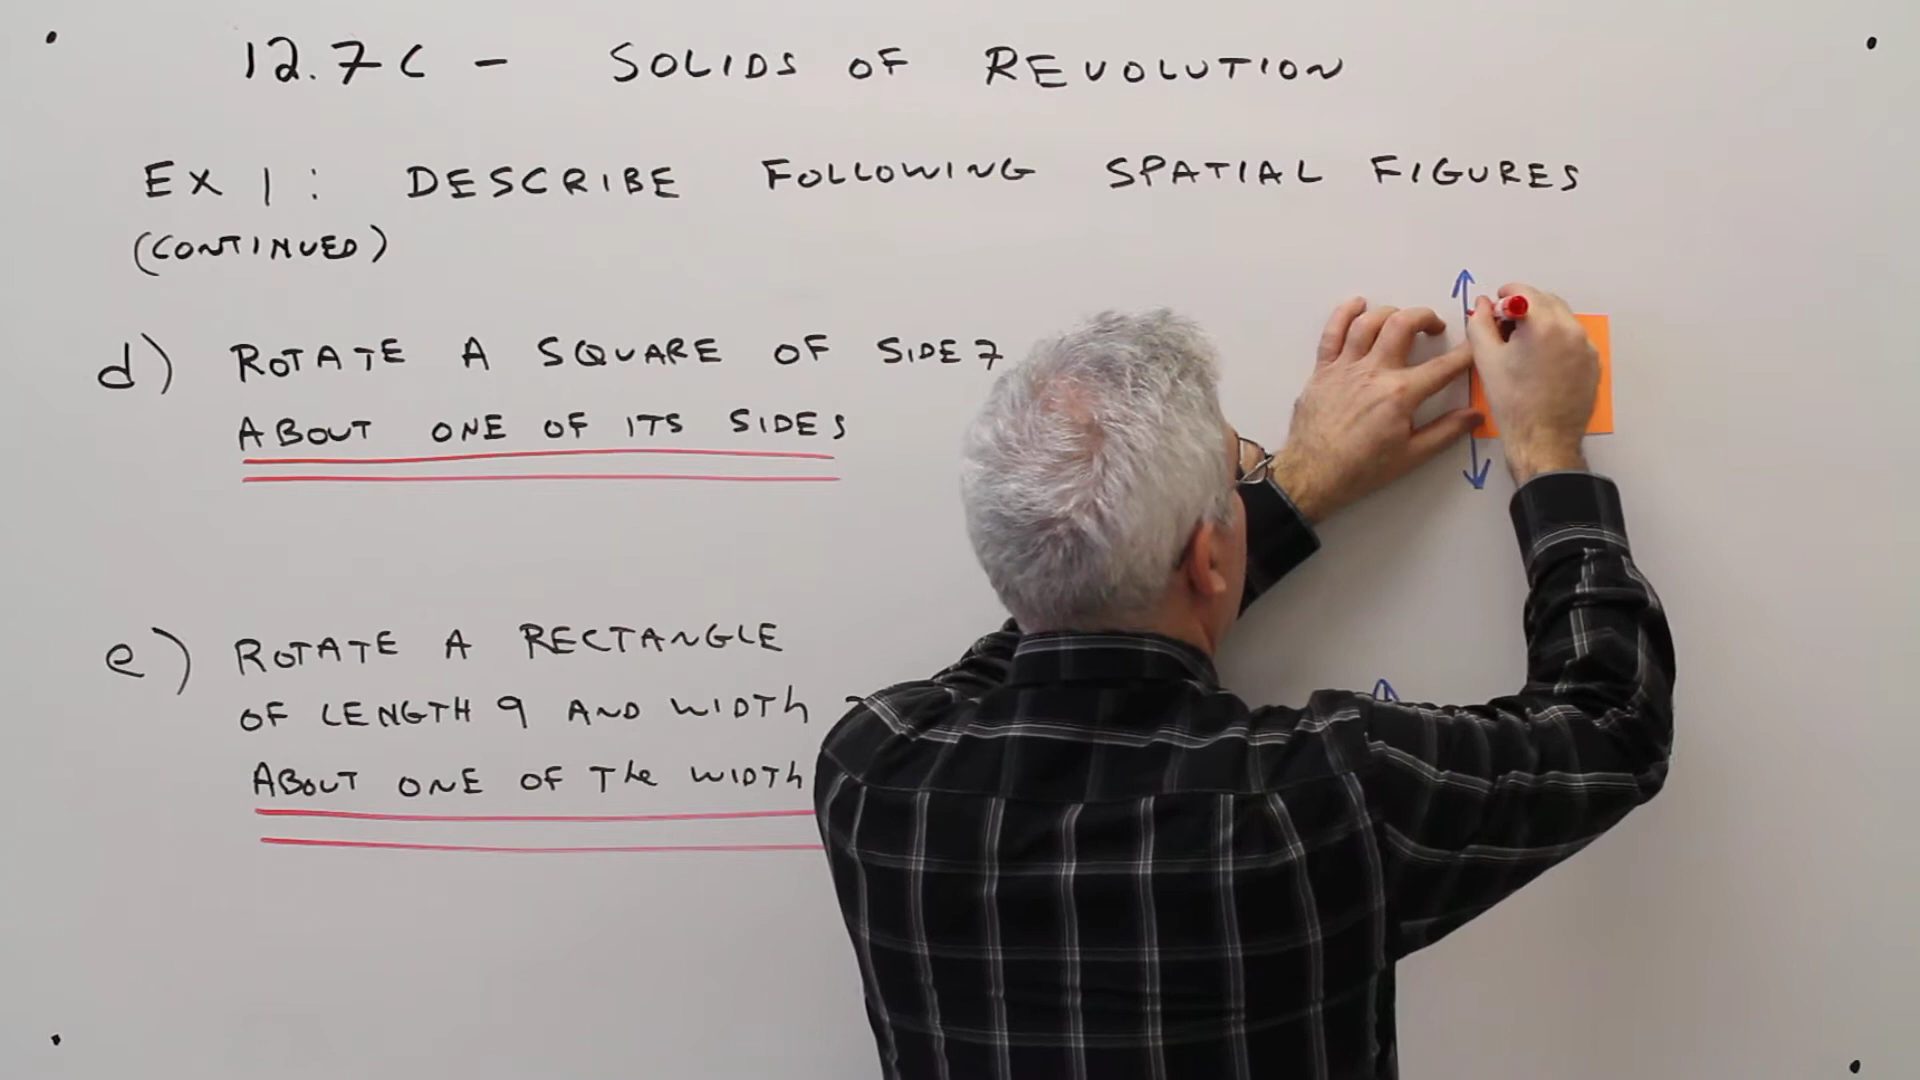 12.7C - SOLIDS OF REVOLUTION
EX 1: DESCRIBE FOLLOWING SPATIAL FIGURES
(CONTINUED)
d) ROTATE A SQUARE OF SIDE 7
ABOUT ONE OF ITS SIDES
e) ROTATE A RECTANGLE
OF LENGTH 9 AND WIDTH
ABOUT ONE OF THE WIDTH